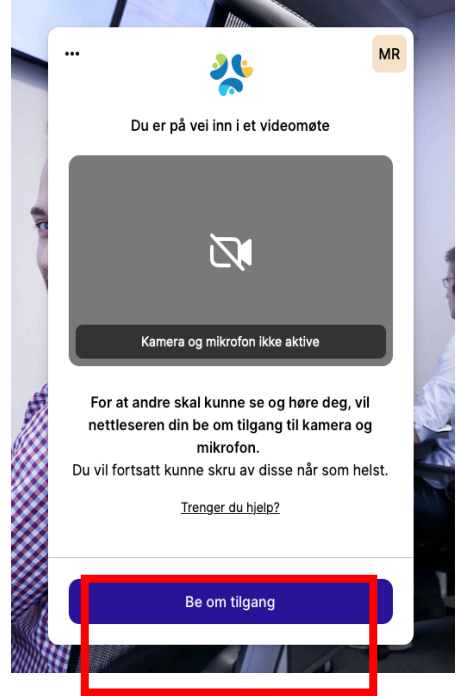 •••
MR
Du er på vei inn i et videomøte
Kamera og mikrofon ikke aktive
For at andre skal kunne se og høre deg, vil
nettleseren din be om tilgang til kamera og
mikrofon.
Du vil fortsatt kunne skru av disse når som helst.
Trenger du hjelp?
Be om tilgang